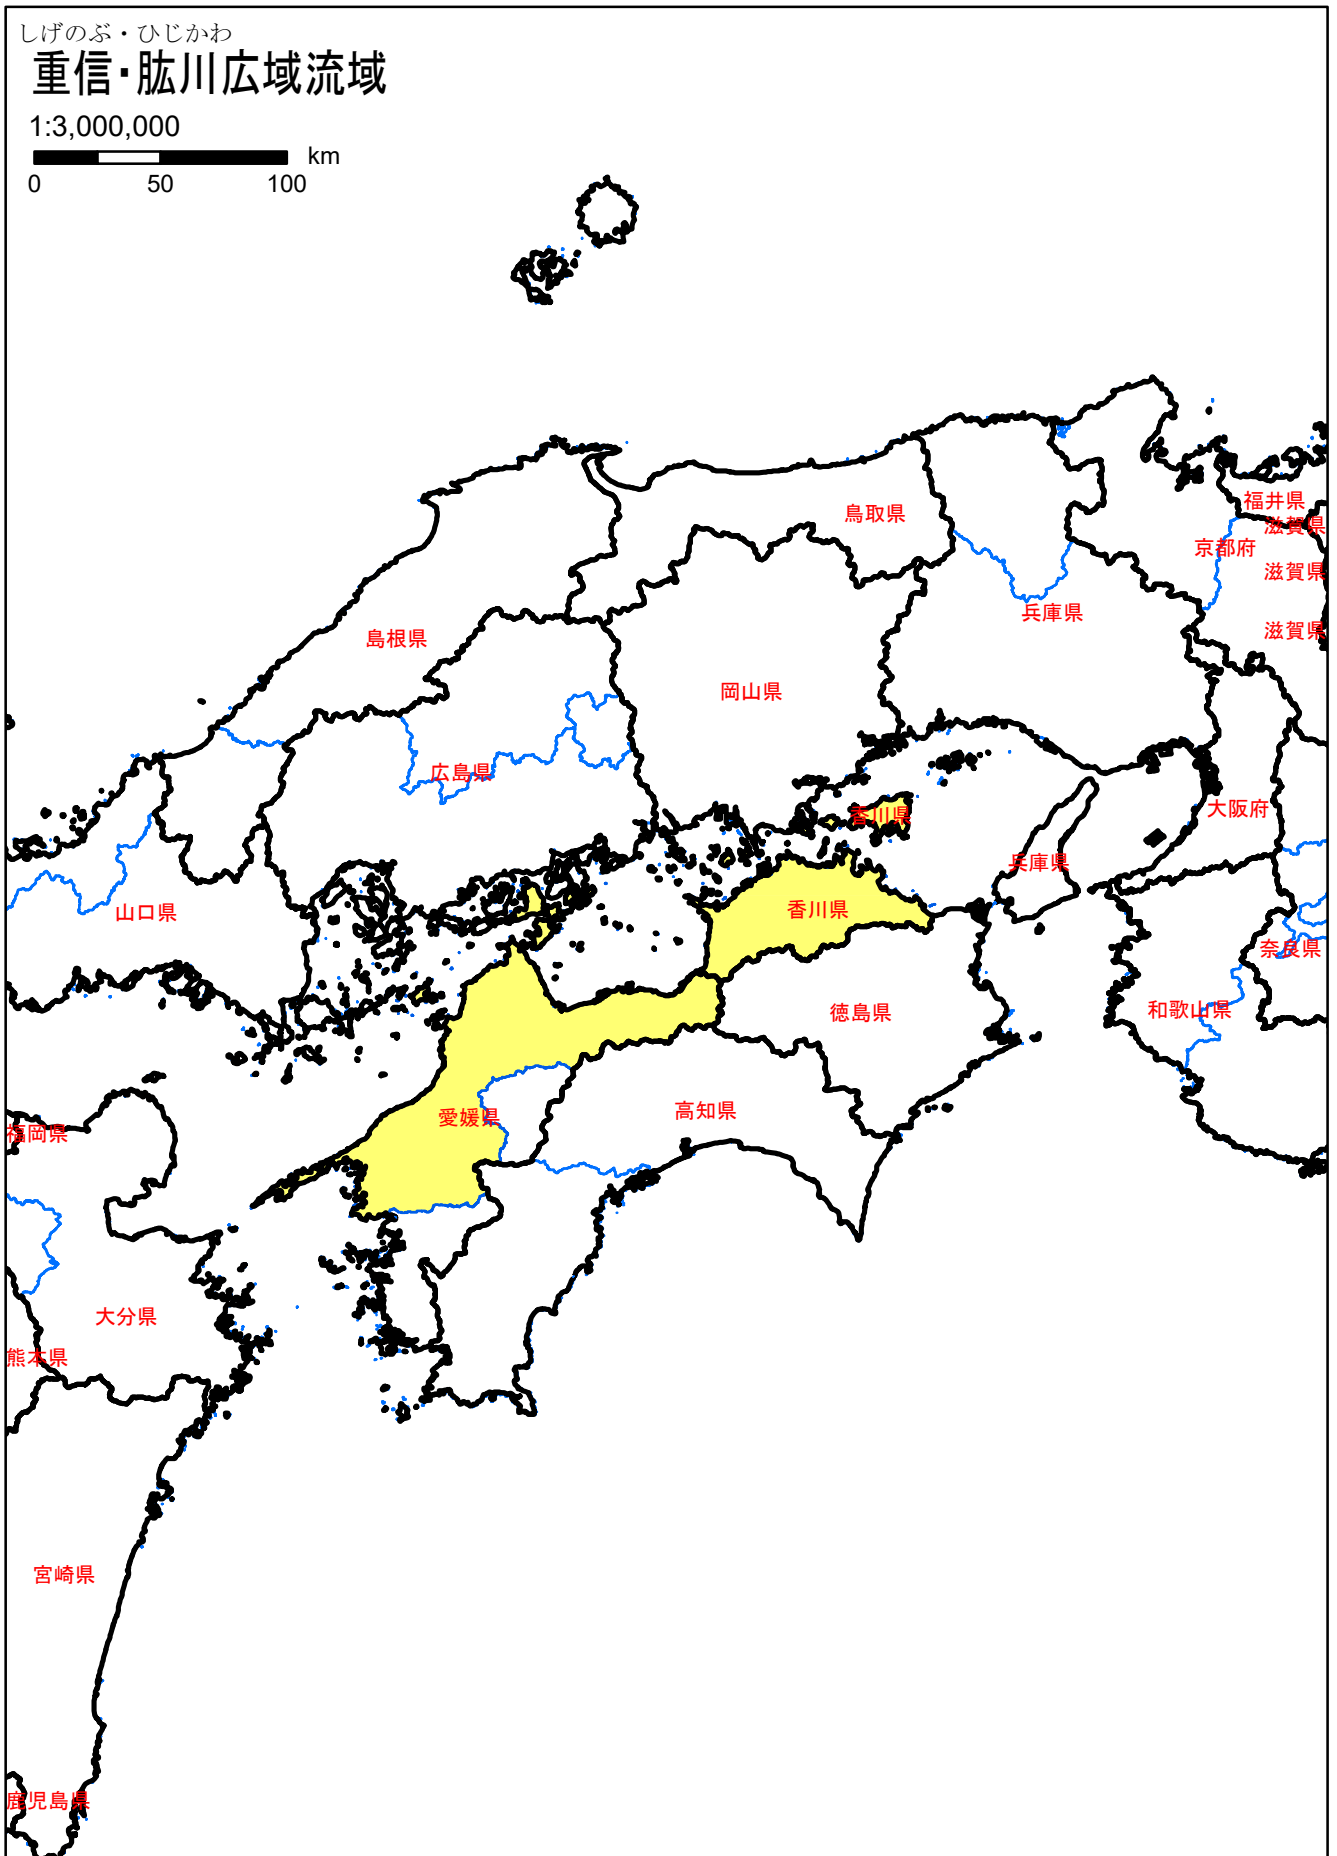 しげのぶ・ひじかわ
重信・肱川広域流域
1:3,000,000
km
0 50 100
福井県
鳥取県
滋賀県
京都府
滋賀県
兵庫県
滋賀県
島根県
岡山県
広島県
大阪府
香川県
兵庫県
香川県
山口県
奈良県
和歌山県
徳島県
高知県
愛媛県
福岡県
大分県
熊本県
宮崎県
鹿児島県